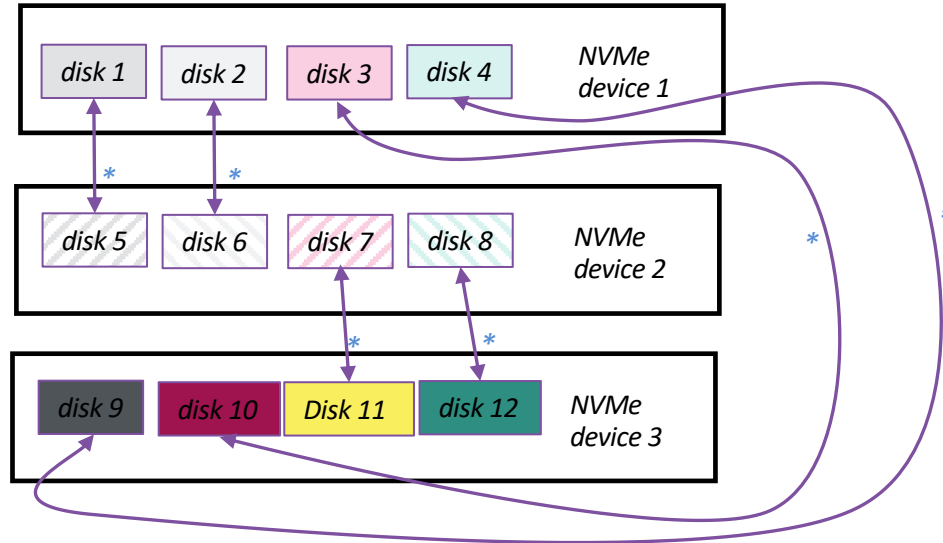 disk 1
disk 2
disk 3
disk 4
NVMe
device 1
*
*
disk 5
disk 6
disk 7
disk 8
NVMe
device 2
*
*
*
*
disk 9
disk 10
Disk 11
disk 12
NVMe
device 3